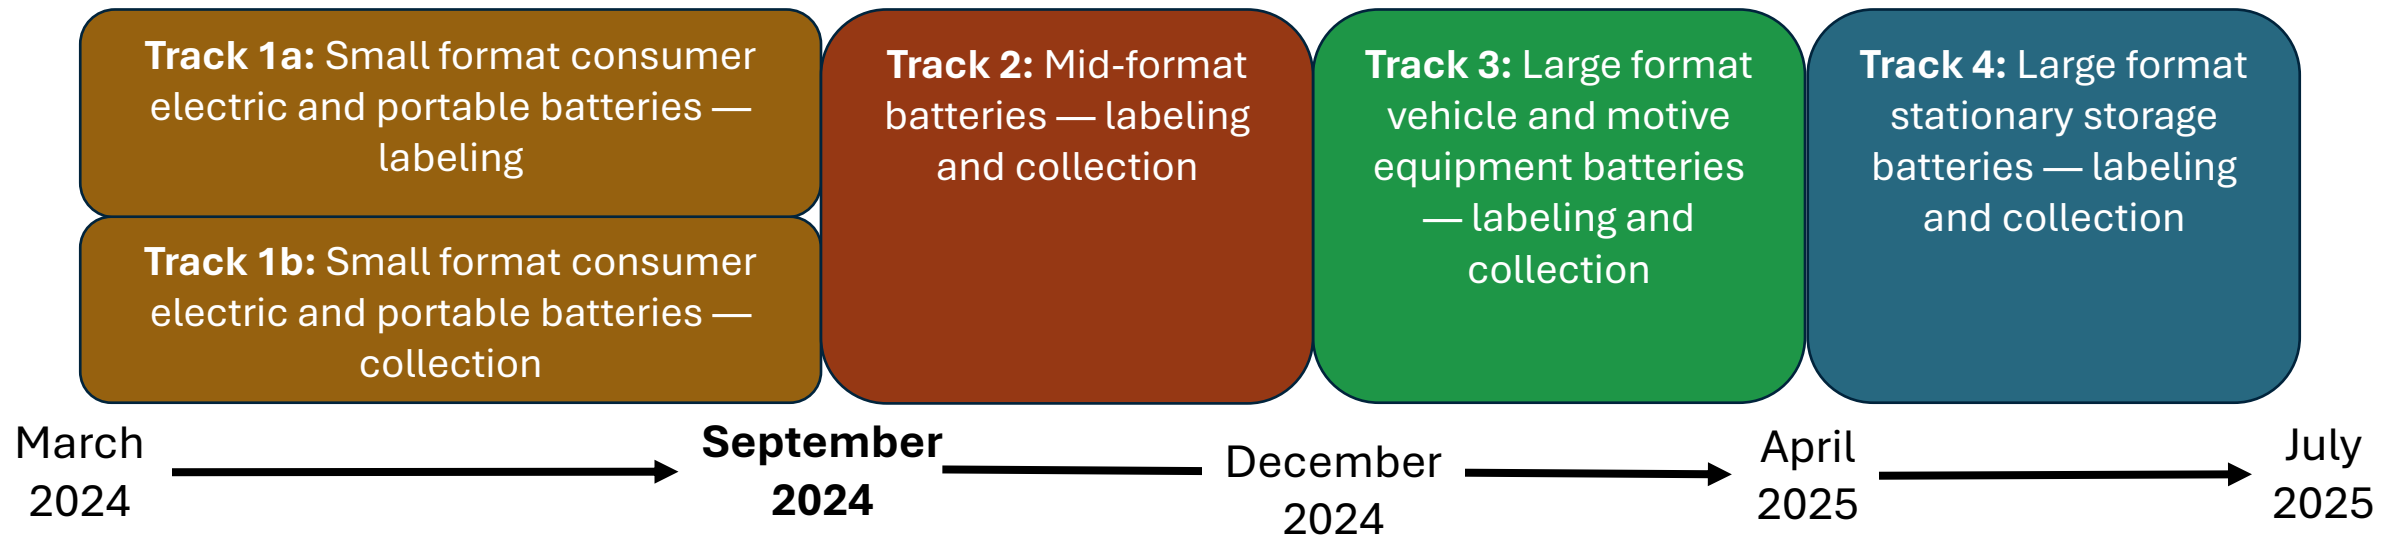 Track 1a: Small format consumer
electric and portable batteries —
labeling
Track 1b: Small format consumer
electric and portable batteries —
collection
Track 2: Mid-format
batteries — labeling
and collection
Track 3: Large format
vehicle and motive
equipment batteries
— labeling and
collection
Track 4: Large format
stationary storage
batteries — labeling
and collection
March
2024
September
2024
December
2024
April
2025
July
2025